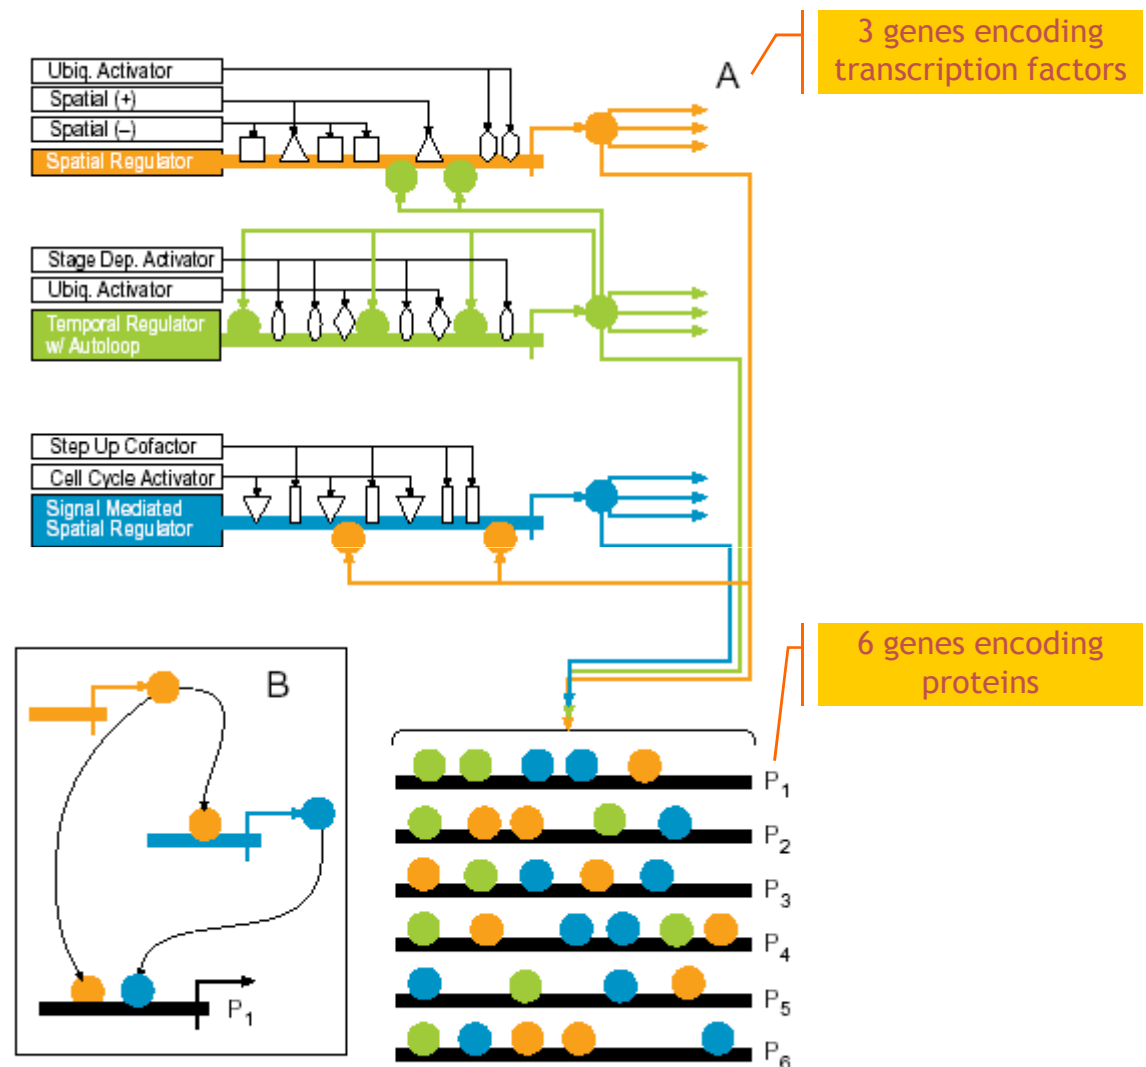 3 genes encoding
transcription factors
A
Ubiq. Activator
Spatial (+)
Spatial (–)
Spatial Regulator
Stage Dep. Activator
Ubiq. Activator
Temporal Regulator
w/ Autoloop
Step Up Cofactor
Cell Cycle Activator
Signal Mediated
Spatial Regulator
6 genes encoding
proteins
B
P1
P1
P2
P3
P4
P5
P6